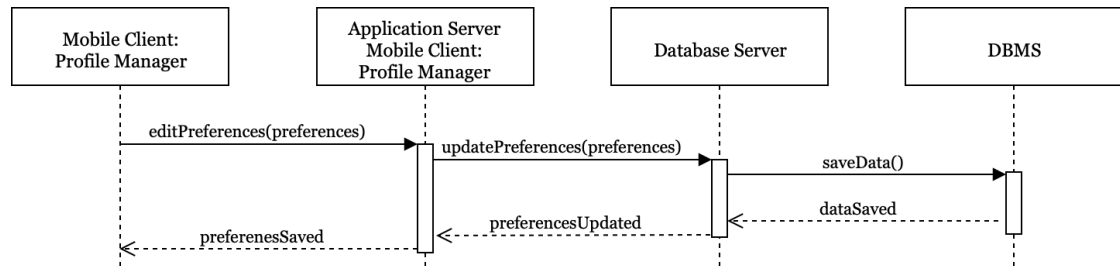 Mobile Client:
Profile Manager
Application Server
Mobile Client:
Profile Manager
Database Server
DBMS
editPreferences(preferences)
updatePreferences(preferences)
saveData()
dataSaved
preferencesUpdated
preferenesSaved